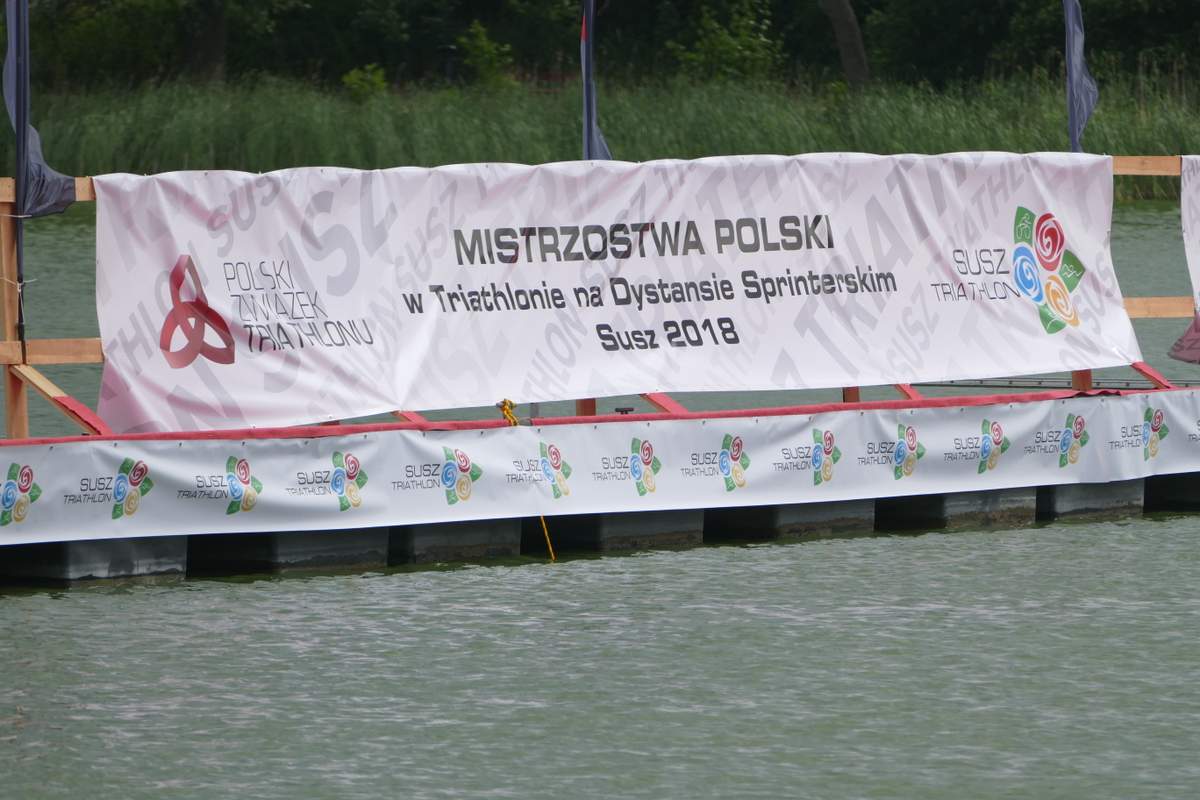 POLSKI
ZWIĄZEK
TRIATHLONU
MISTRZOSTWA POLSKI
w Triathlonie na Dystansie Sprinterskim
Susz 2018
SUSZ
TRIATHLON
SUSZ
TRIATHLON
SUSZ
TRIATHLON
SUSZ
TRIATHLON
SUSZ
TRIATHLON
SUSZ
TRIATHLON
SUSZ
TRIATHLON
SUSZ
TRIATHLON
SUSZ
TRIATHLON
SUSZ
TRIATHLON
SUSZ
TRIATHLON
SUSZ
TRIATHLON
SUSZ
TRIATHLON